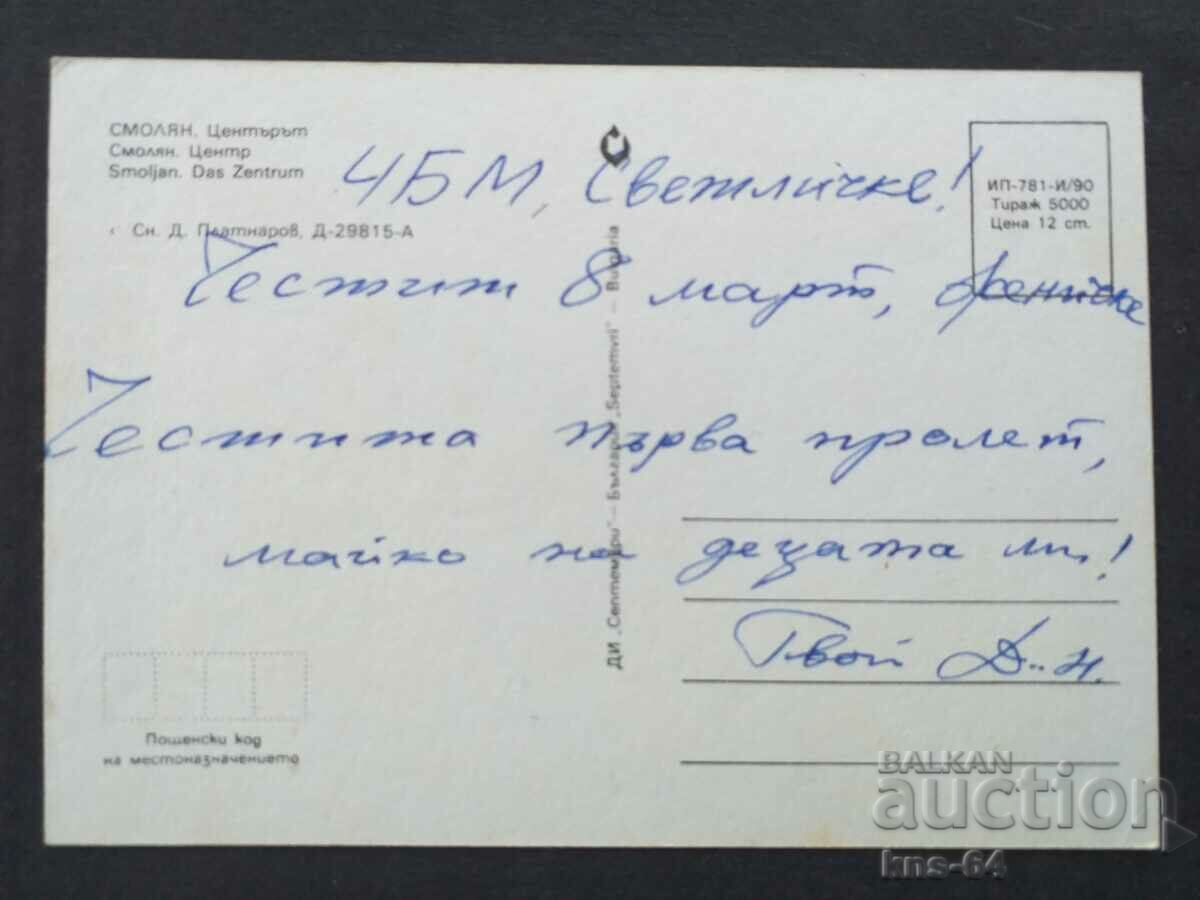 СМОЛЯН. Центърът
Смолян. Центр
Smoljan. Das Zentrum
Сн. Д. Платнаров, Д-29815-А
ИП-781-И/90
Тираж 5000
Цена 12 ст.
ЧБМ, Светличке!
Честит 8 март,
Честита първа пролет,
майко на децата ми!
Твой
ДИ „Септември" — България „Septemvri" — Bulgaria
Пощенски код
на местоназначението
BALKAN
auction
kns-64